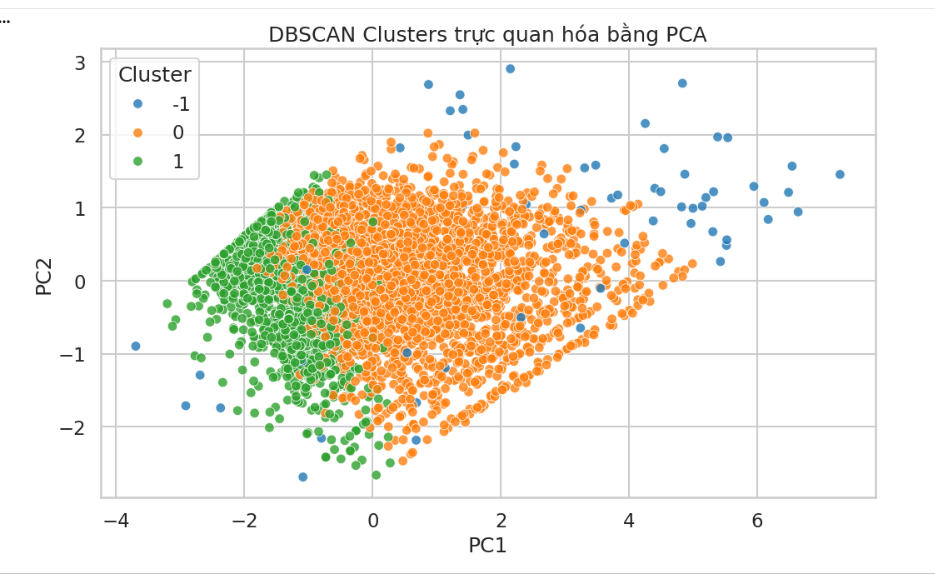 ...
DBSCAN Clusters trực quan hóa bằng PCA
Cluster
-1
0
1
3
2
1
0
−1
−2
PC2
−4 −2 0 2 4 6
PC1